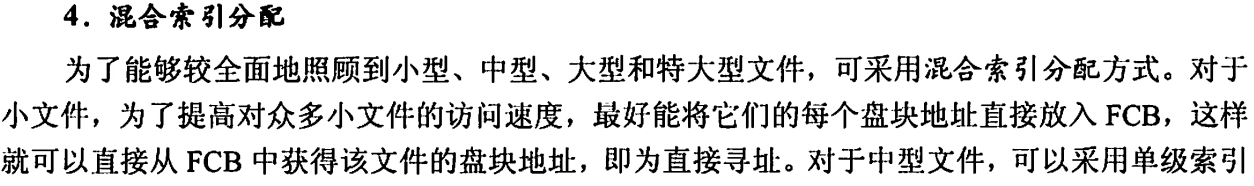 4. 混合索引分配
为了能够较全面地照顾到小型、中型、大型和特大型文件，可采用混合索引分配方式。对于
小文件，为了提高对众多小文件的访问速度，最好能将它们的每个盘块地址直接放入 FCB，这样
就可以直接从 FCB 中获得该文件的盘块地址，即为直接寻址。对于中型文件，可以采用单级索引